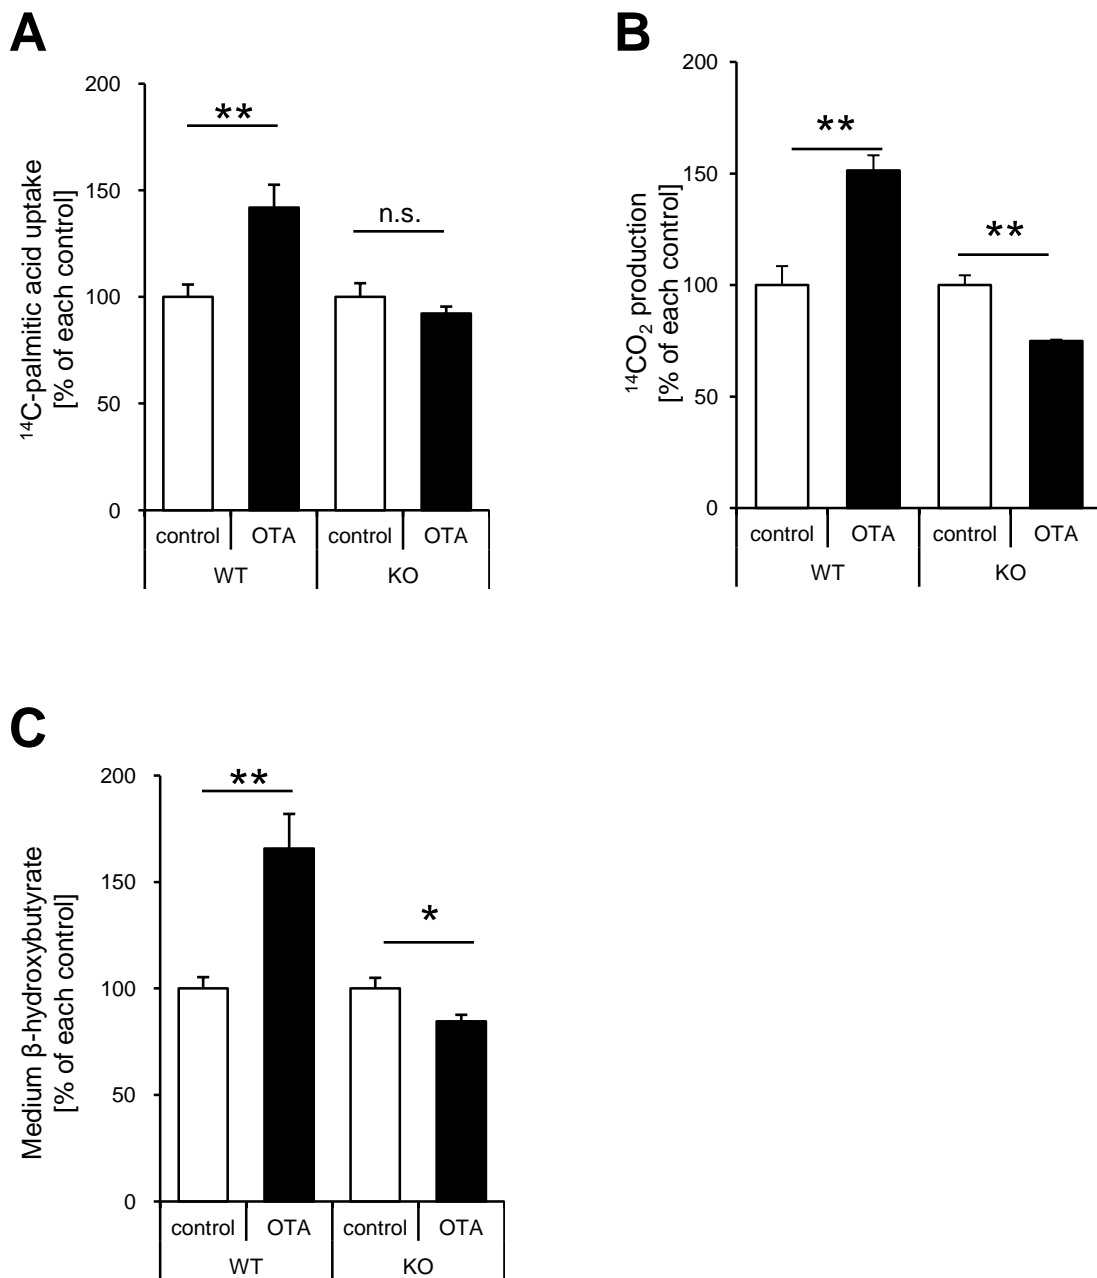 A
200
150
100
50
0
¹⁴C-palmitic acid uptake
[% of each control]
**
n.s.
control OTA control OTA
WT KO
B
200
150
100
50
0
¹⁴CO₂ production
[% of each control]
**
**
control OTA control OTA
WT KO
C
200
150
100
50
0
Medium β-hydroxybutyrate
[% of each control]
**
*
control OTA control OTA
WT KO